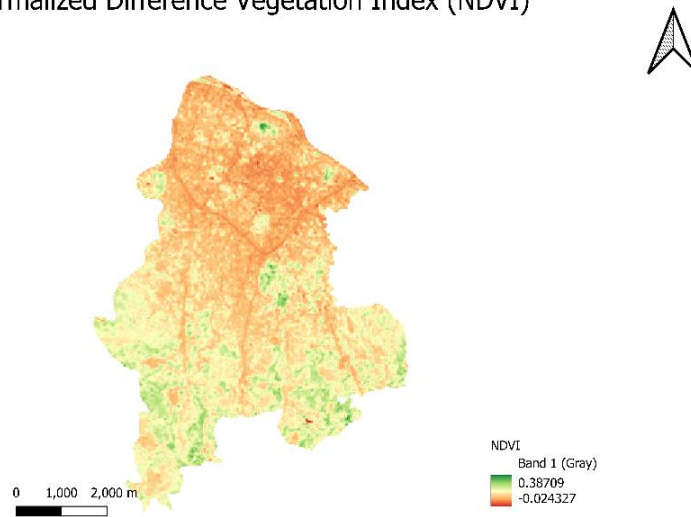 rmalized Difference Vegetation Index (NDVI)
NDVI
Band 1 (Gray)
0.38709
-0.024327
0 1,000 2,000 m